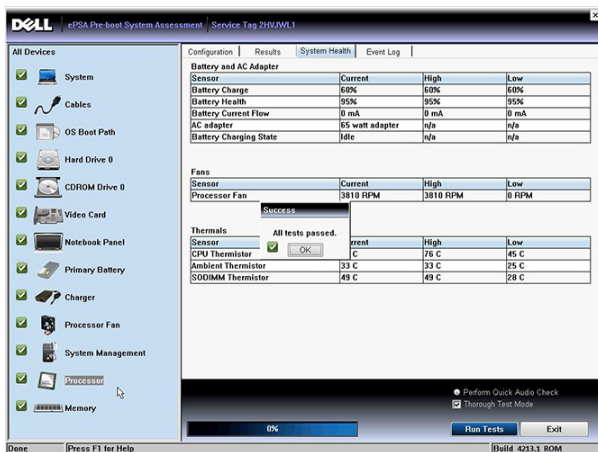 DELL ePSA Pre-boot System Assessment Service Tag 2HVJWL1
All Devices
System
Cables
OS Boot Path
Hard Drive 0
CDROM Drive 0
Video Card
Notebook Panel
Primary Battery
Charger
Processor Fan
System Management
Processor
Memory
Configuration Results System Health Event Log
Battery and AC Adapter
Sensor Current High Low
Battery Charge 60% 60% 60%
Battery Health 95% 95% 95%
Battery Current Flow 0 mA 0 mA 0 mA
AC adapter 65 watt adapter n/a n/a
Battery Charging State Idle n/a n/a
Fans
Sensor Current High Low
Processor Fan 3810 RPM 3810 RPM 0 RPM
Success
All tests passed.
OK
Thermals
Sensor rrent High Low
CPU Thermistor C 76 C 45 C
Ambient Thermistor 33 C 33 C 25 C
SODIMM Thermistor 49 C 49 C 28 C
Perform Quick Audio Check
Thorough Test Mode
0% Run Tests Exit
Done Press F1 for Help Build 4213.1 ROM